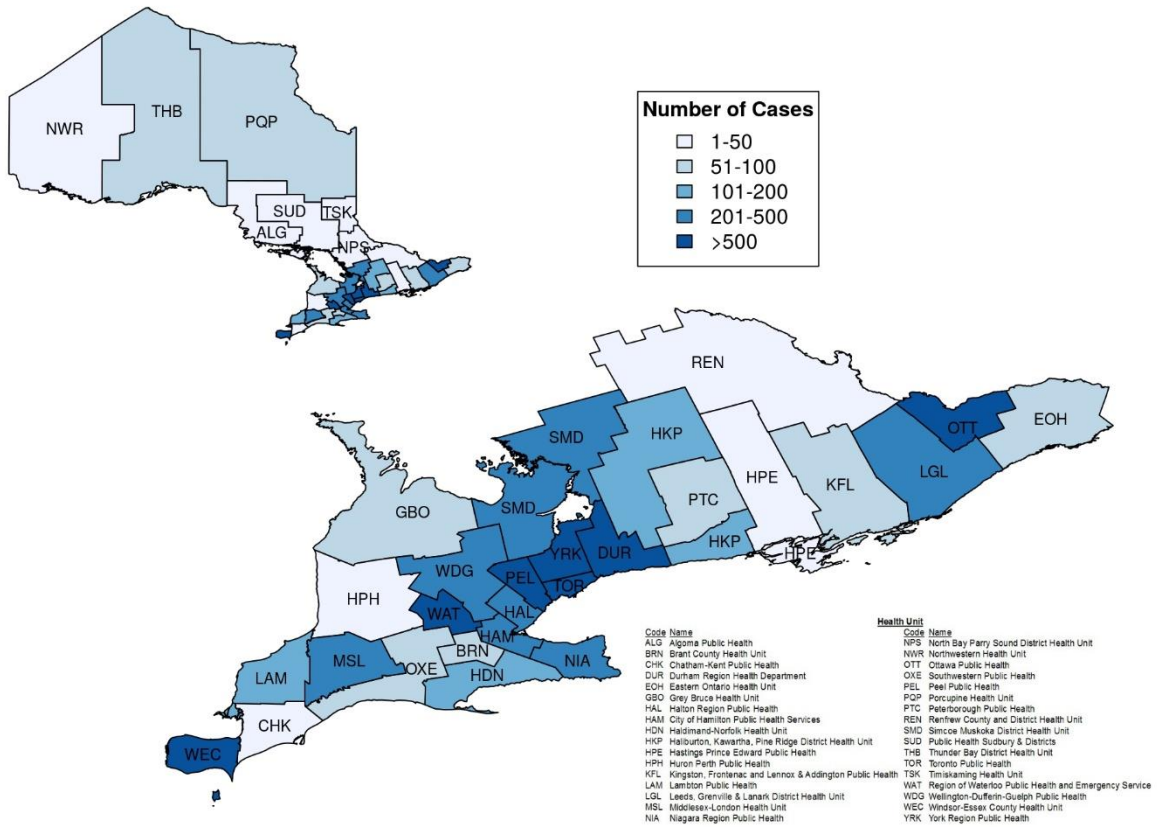 NWR
THB
PQP
SUD
TSK
ALG
NPS
Number of Cases
1-50
51-100
101-200
201-500
>500
REN
SMD
HKP
OTT
EOH
HPE
KFL
LGL
PTC
GBO
SMD
YRK
DUR
HKP
HPE
WDG
PEL
TOR
HPH
WAT
HAL
HAM
BRN
NIA
MSL
OXE
HDN
LAM
CHK
WEC
Health Unit
Code Name
ALG Algoma Public Health
BRN Brant County Health Unit
CHK Chatham-Kent Public Health
DUR Durham Region Health Department
EOH Eastern Ontario Health Unit
GBO Grey Bruce Health Unit
HAL Halton Region Public Health
HAM City of Hamilton Public Health Services
HDN Haldimand-Norfolk Health Unit
HKP Haliburton, Kawartha, Pine Ridge District Health Unit
HPE Hastings Prince Edward Public Health
HPH Huron Perth Public Health
KFL Kingston, Frontenac and Lennox & Addington Public Health
LAM Lambton Public Health
LGL Leeds, Grenville & Lanark District Health Unit
MSL Middlesex-London Health Unit
NIA Niagara Region Public Health
Code Name
NPS North Bay Parry Sound District Health Unit
NWR Northwestern Health Unit
OTT Ottawa Public Health
OXE Southwestern Public Health
PEL Peel Public Health
PQP Porcupine Health Unit
PTC Peterborough Public Health
REN Renfrew County and District Health Unit
SMD Simcoe Muskoka District Health Unit
SUD Public Health Sudbury & Districts
THB Thunder Bay District Health Unit
TOR Toronto Public Health
TSK Timiskaming Health Unit
WAT Region of Waterloo Public Health and Emergency Service
WDG Wellington-Dufferin-Guelph Public Health
WEC Windsor-Essex County Health Unit
YRK York Region Public Health